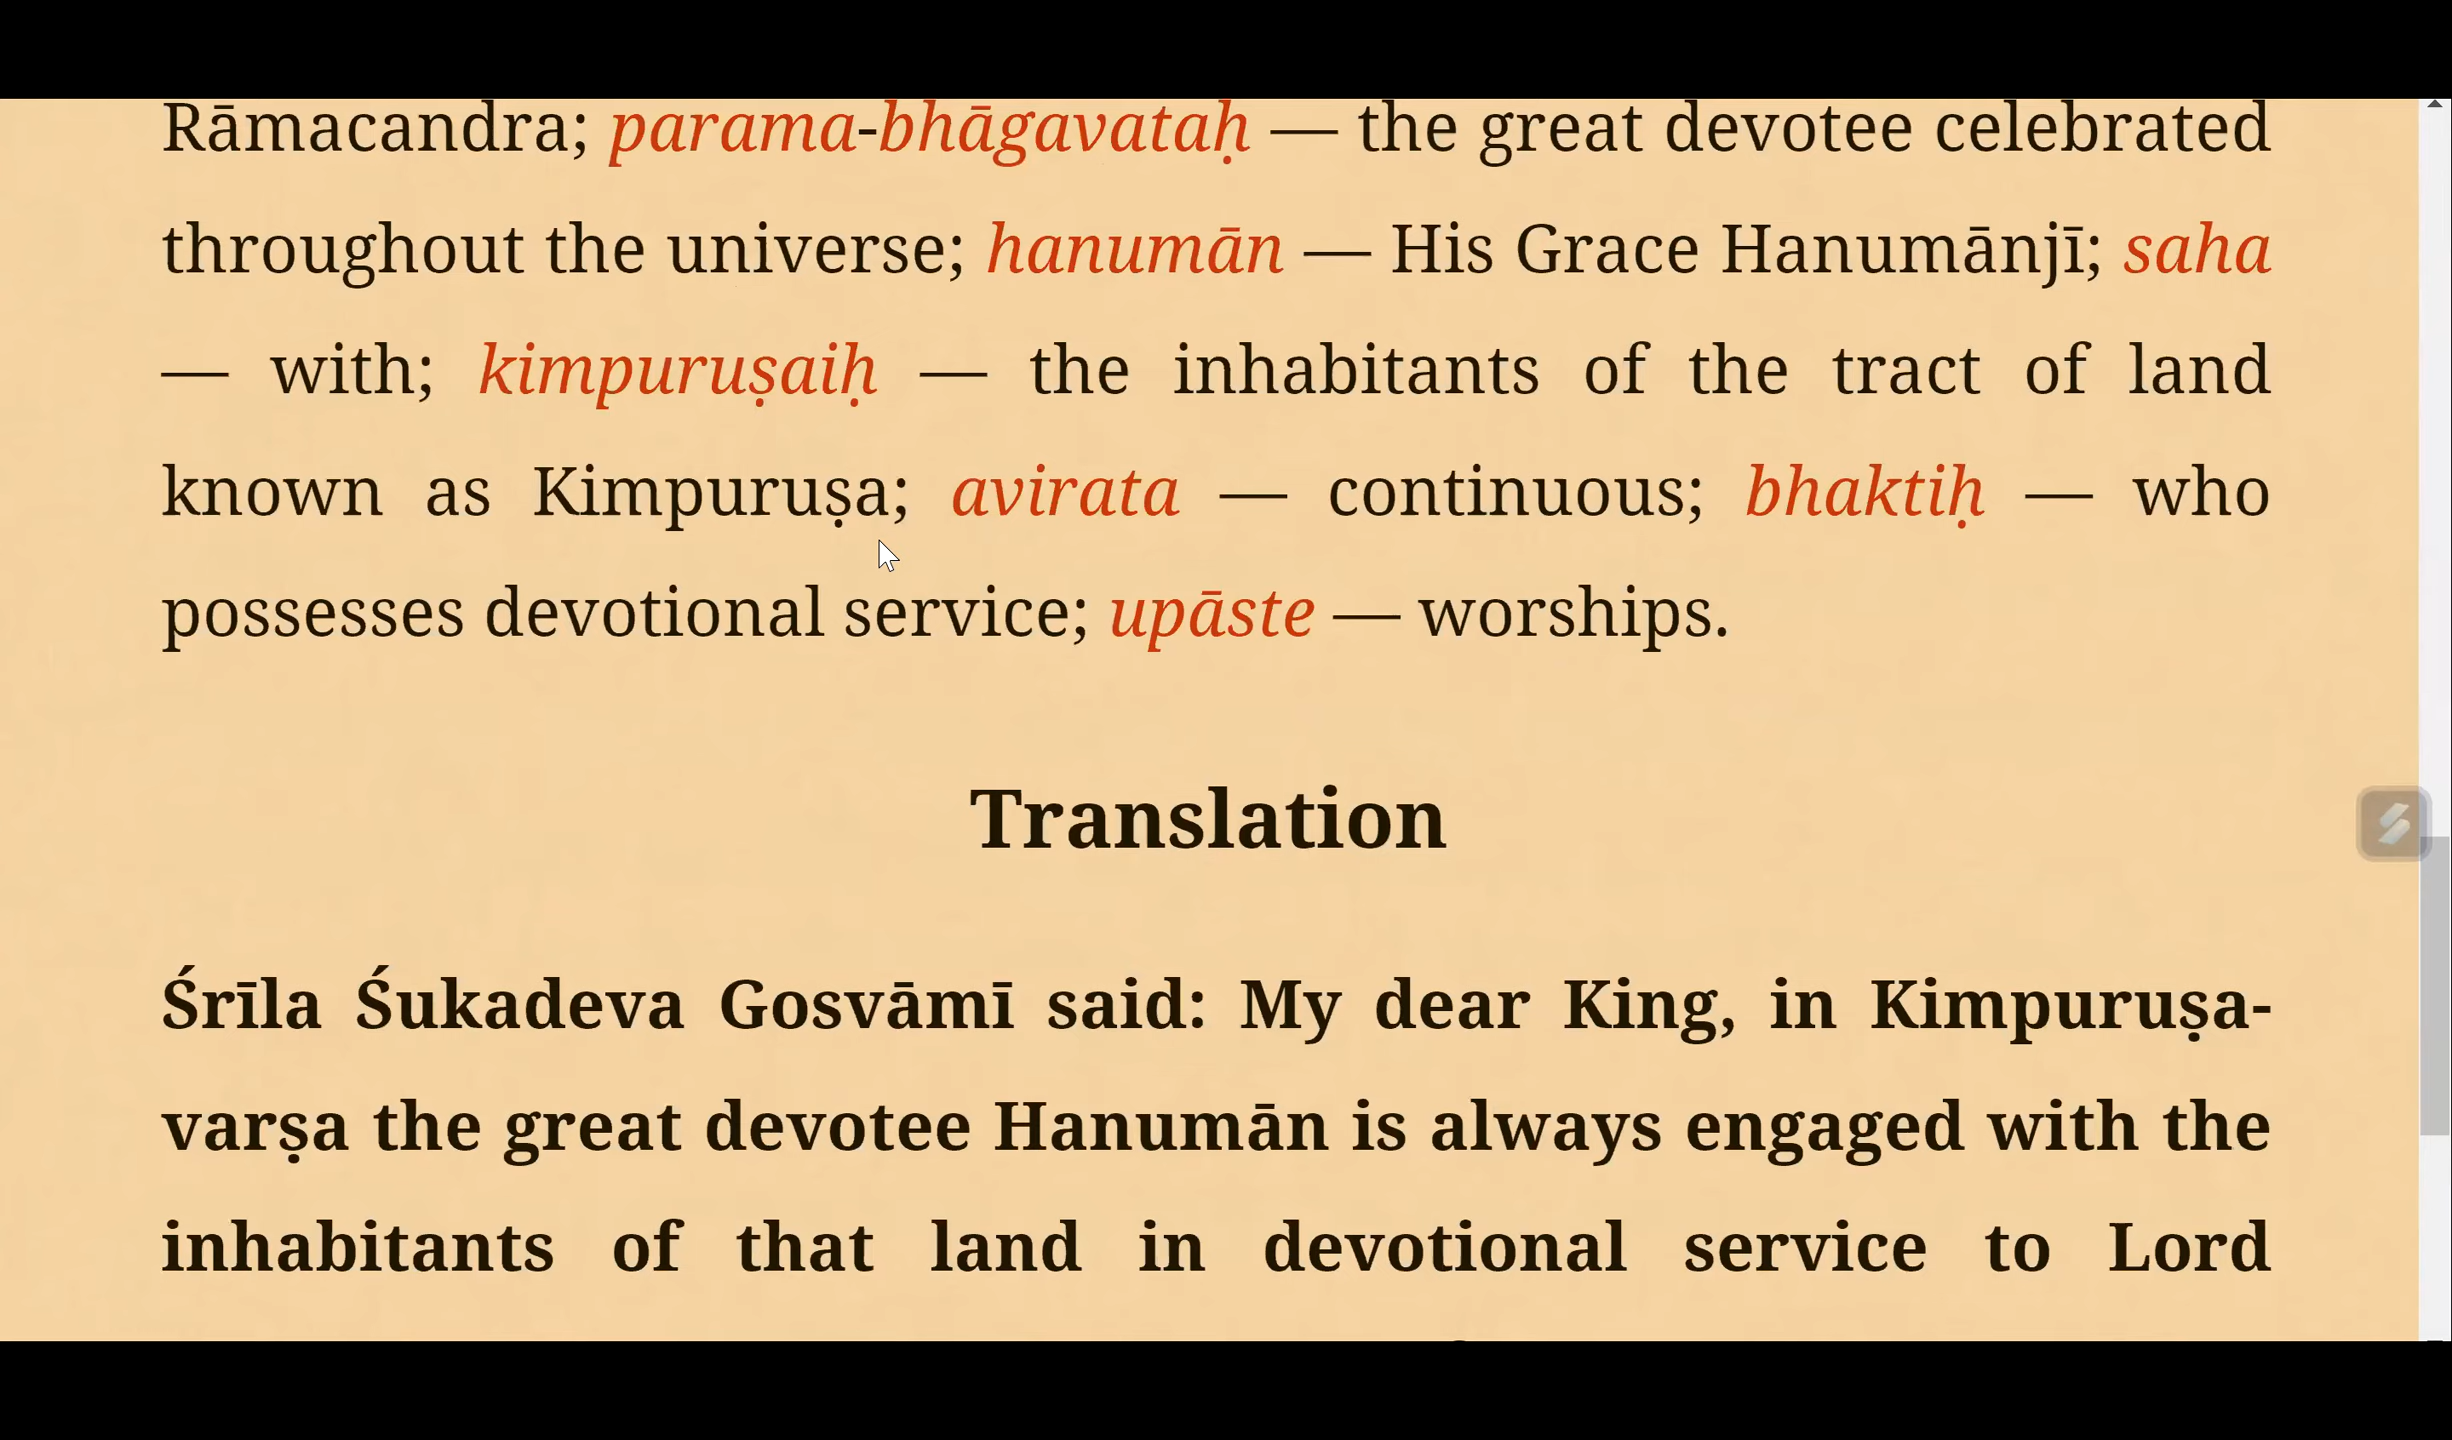 Rāmacandra; parama-bhāgavataḥ — the great devotee celebrated
throughout the universe; hanumān — His Grace Hanumānjī; saha
— with; kimpuruṣaiḥ — the inhabitants of the tract of land
known as Kimpuruṣa; avirata — continuous; bhaktiḥ — who
possesses devotional service; upāste — worships.
Translation
Śrīla Śukadeva Gosvāmī said: My dear King, in Kimpuruṣa-
varṣa the great devotee Hanumān is always engaged with the
inhabitants of that land in devotional service to Lord